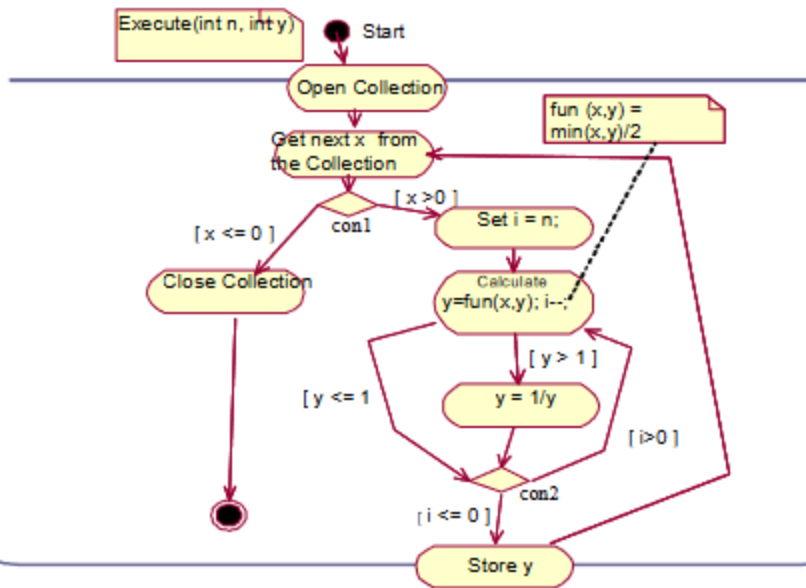 Execute(int n, int y)
Start
Open Collection
fun (x,y) =
min(x,y)/2
Get next x from
the Collection
[ x >0 ]
con1
Set i = n;
[ x <= 0 ]
Close Collection
Calculate
y=fun(x,y); i--;
[ y > 1 ]
[ y <= 1
y = 1/y
[ i>0 ]
con2
[ i <= 0 ]
Store y